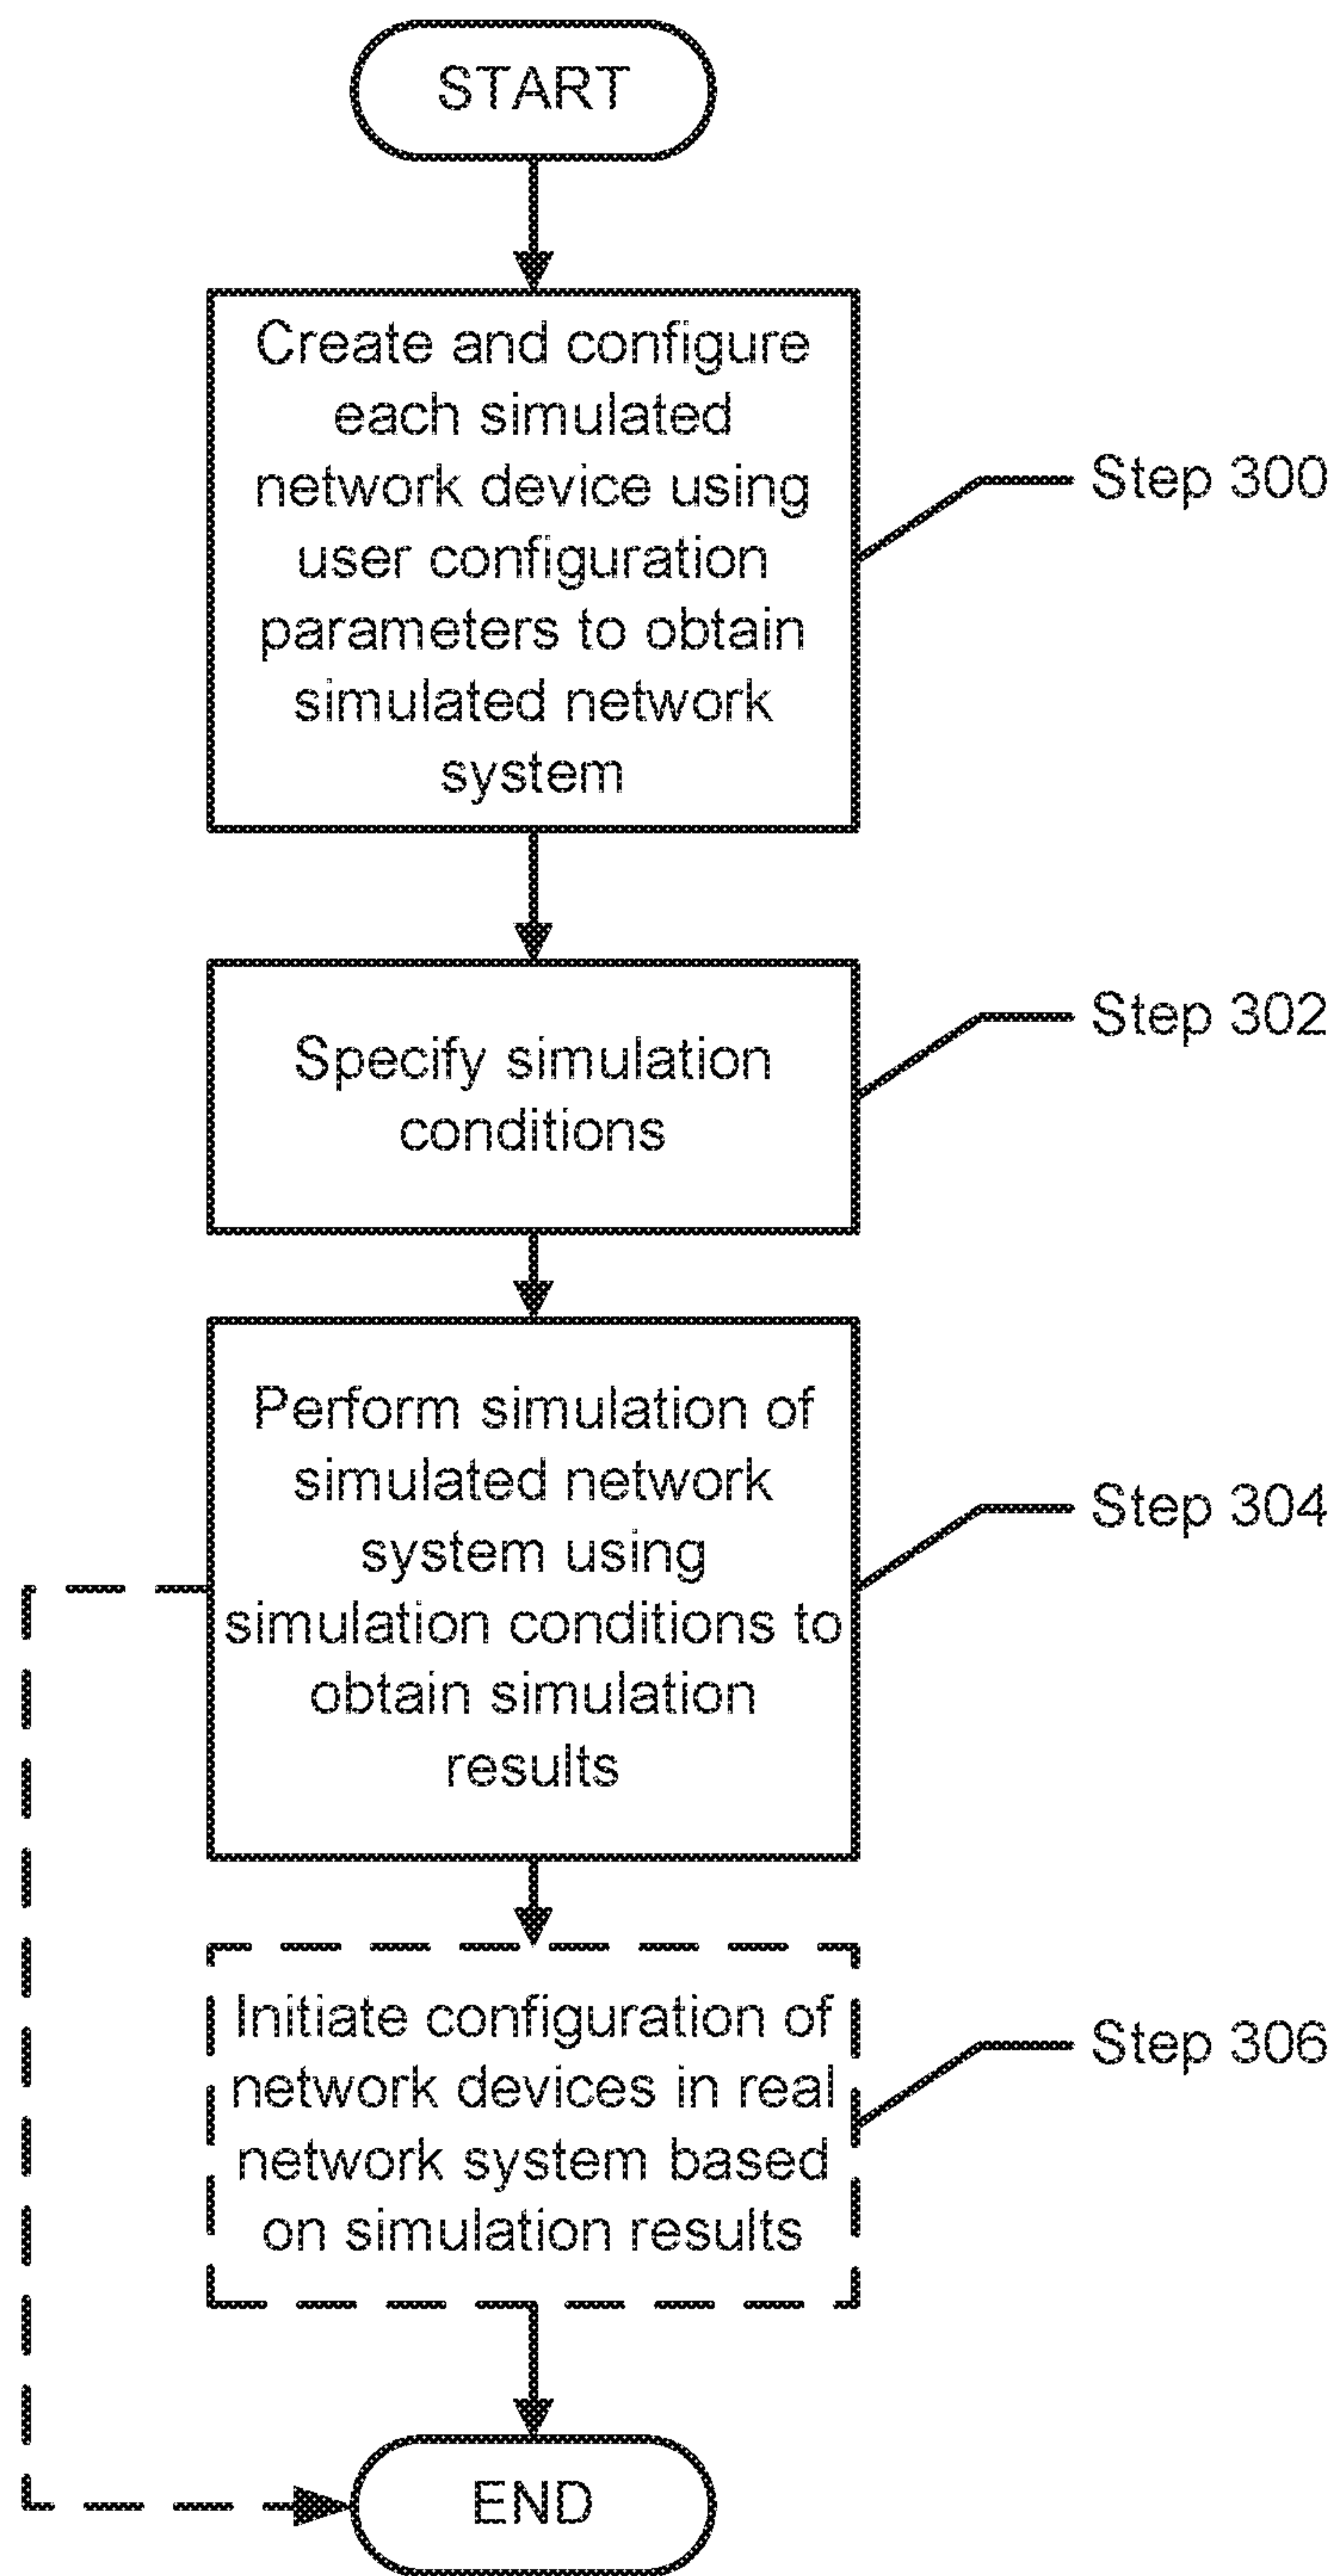 START
Create and configure
each simulated
network device using
user configuration
parameters to obtain
simulated network
system
Step 300
Specify simulation
conditions
Step 302
Perform simulation of
simulated network
system using
simulation conditions to
obtain simulation
results
Step 304
Initiate configuration of
network devices in real
network system based
on simulation results
Step 306
END